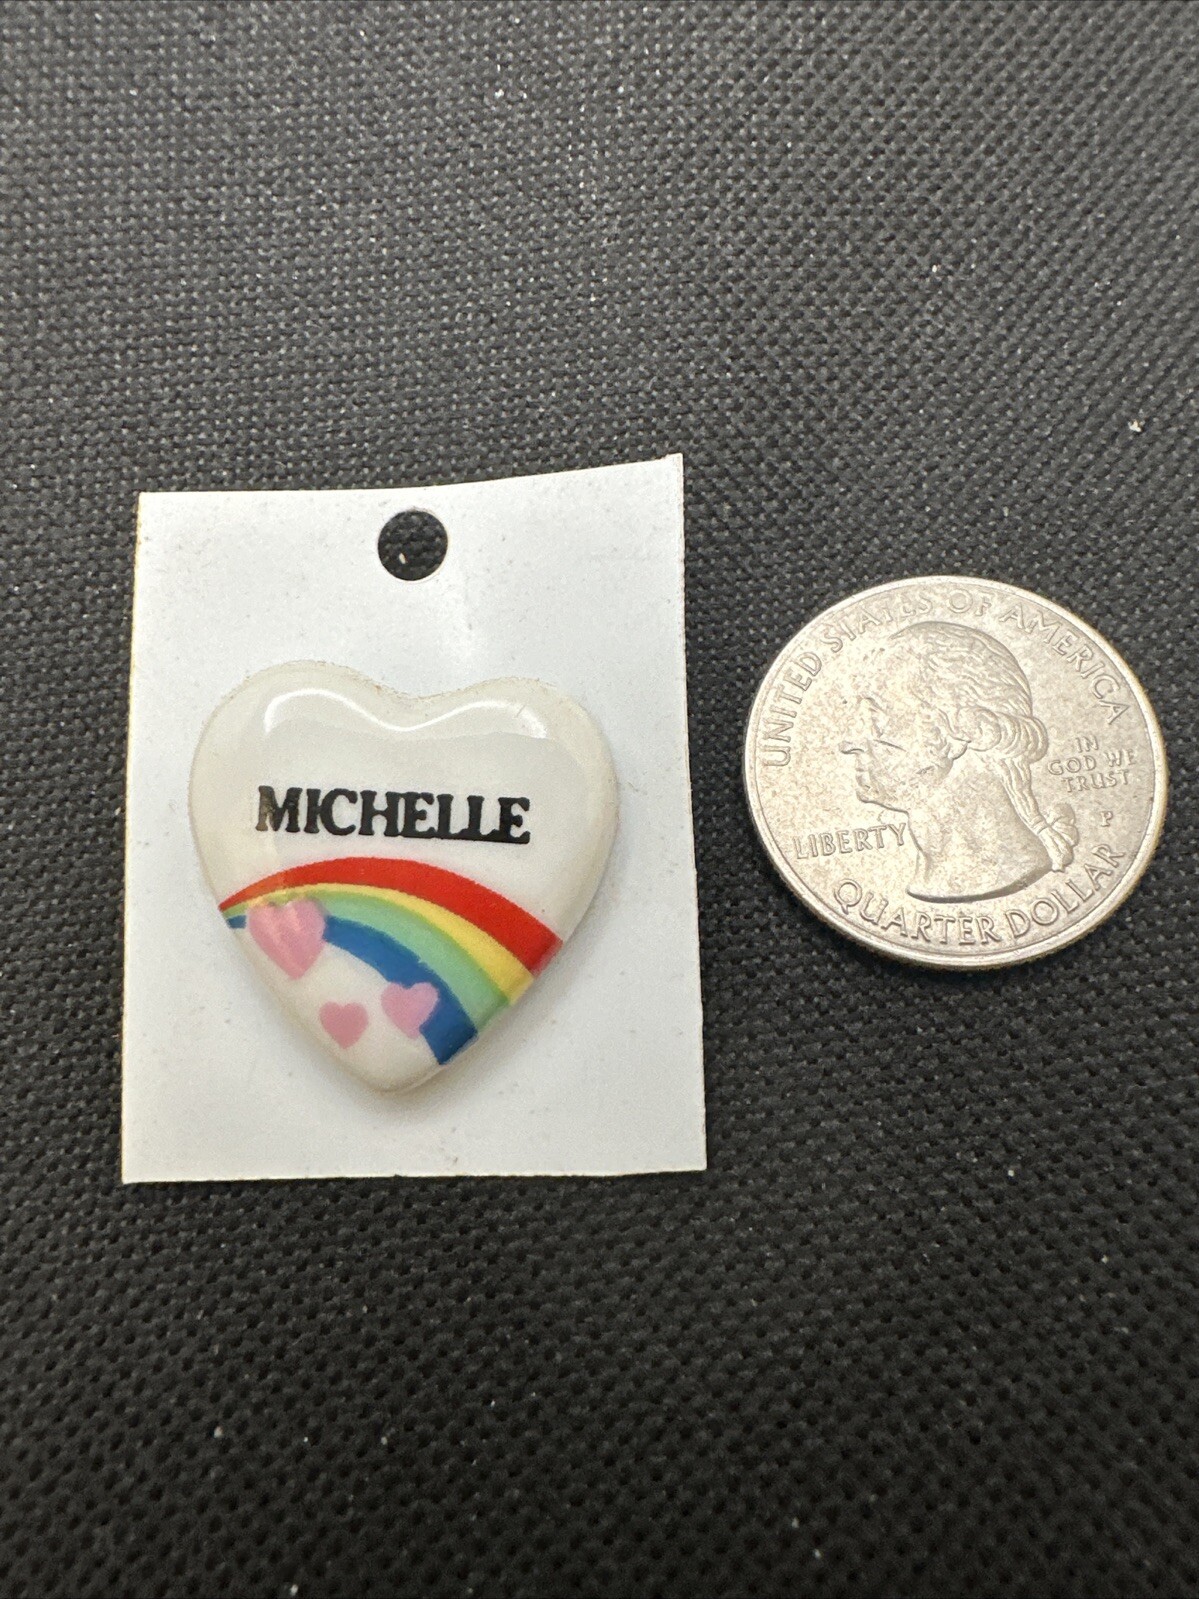 MICHELLE
UNITED STATES OF AMERICA
IN
GOD WE
TRUST
P
LIBERTY
QUARTER DOLLAR